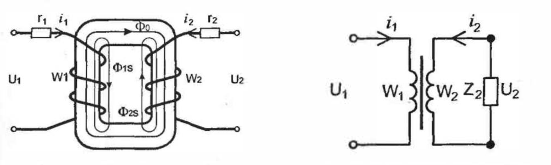 r₁ i₁ Φ₀ i₂ r₂
U₁ W1 Φ1S W₂ U₂
Φ2S
i₁ i₂
U₁ W₁ W₂ Z₂ U₂